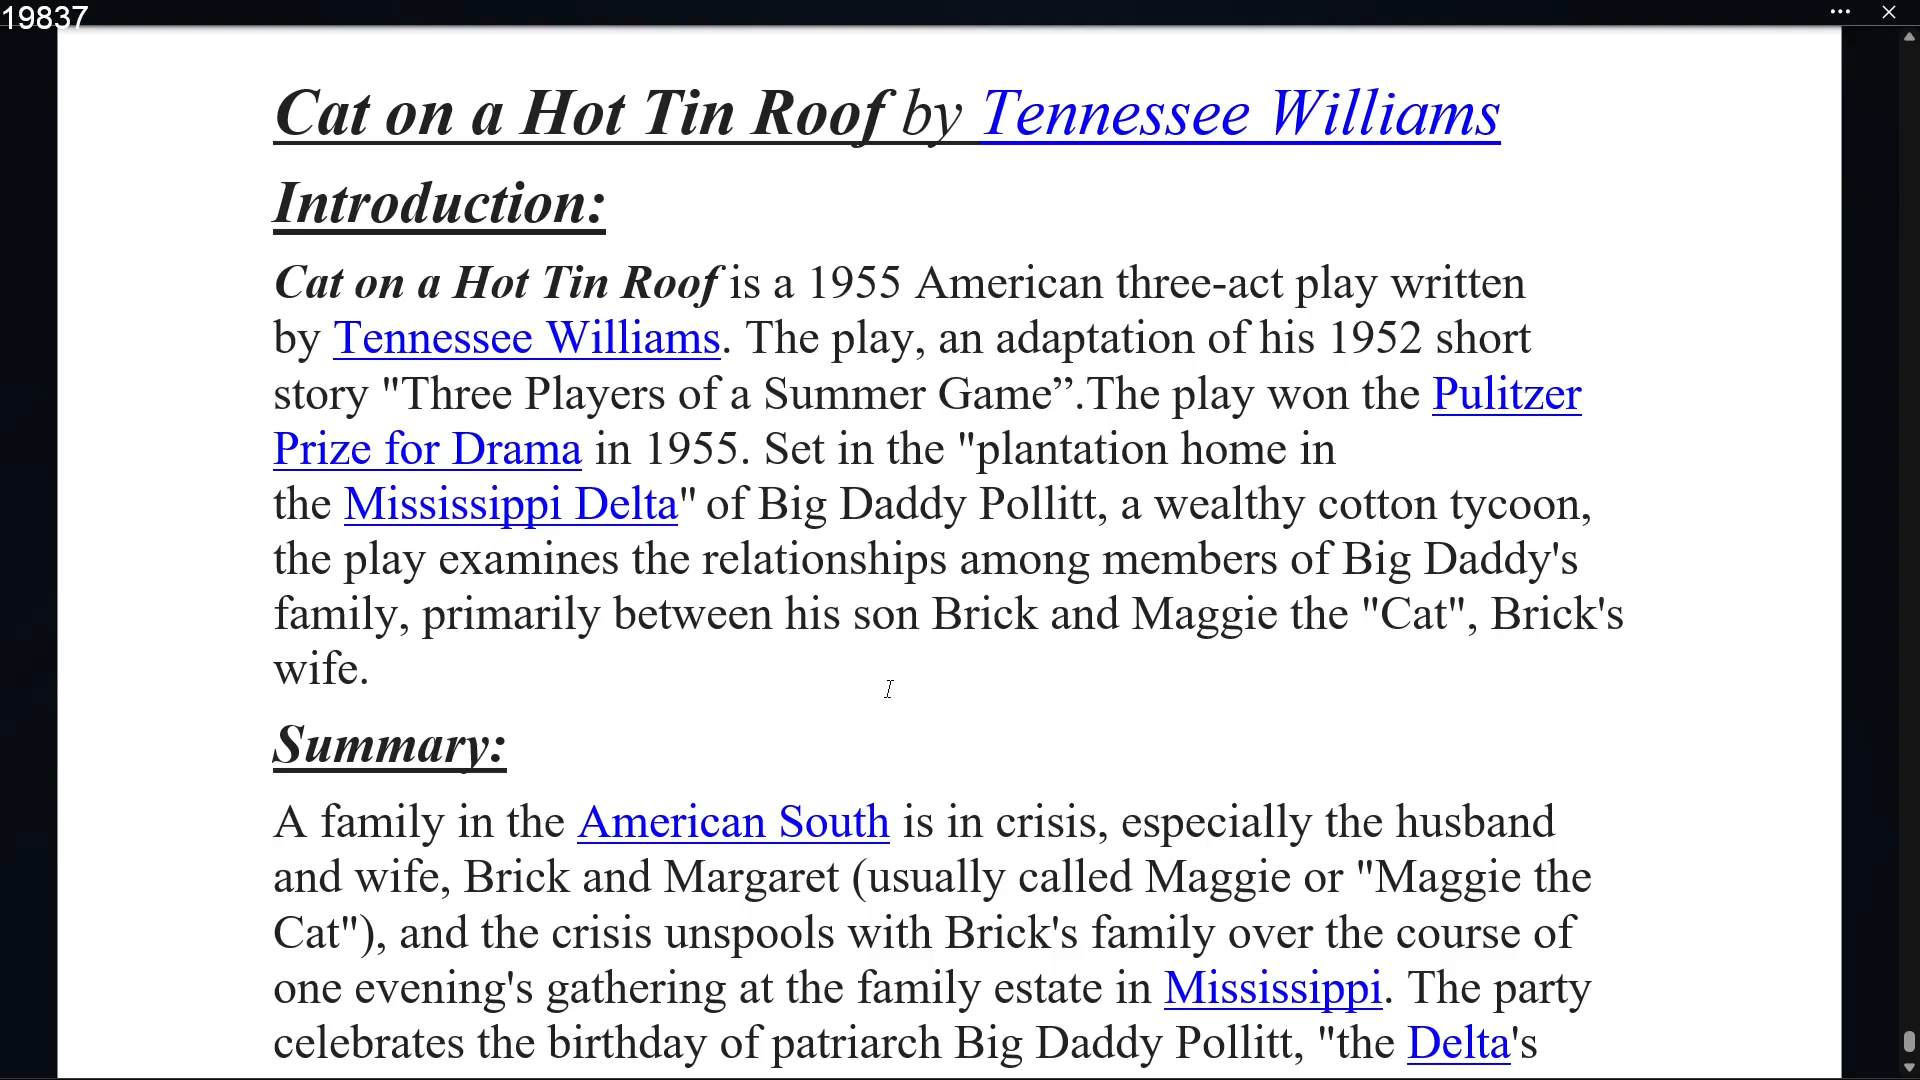 19837
Cat on a Hot Tin Roof by Tennessee Williams
Introduction:
Cat on a Hot Tin Roof is a 1955 American three-act play written
by Tennessee Williams. The play, an adaptation of his 1952 short
story "Three Players of a Summer Game”.The play won the Pulitzer
Prize for Drama in 1955. Set in the "plantation home in
the Mississippi Delta" of Big Daddy Pollitt, a wealthy cotton tycoon,
the play examines the relationships among members of Big Daddy's
family, primarily between his son Brick and Maggie the "Cat", Brick's
wife.
Summary:
A family in the American South is in crisis, especially the husband
and wife, Brick and Margaret (usually called Maggie or "Maggie the
Cat"), and the crisis unspools with Brick's family over the course of
one evening's gathering at the family estate in Mississippi. The party
celebrates the birthday of patriarch Big Daddy Pollitt, "the Delta's